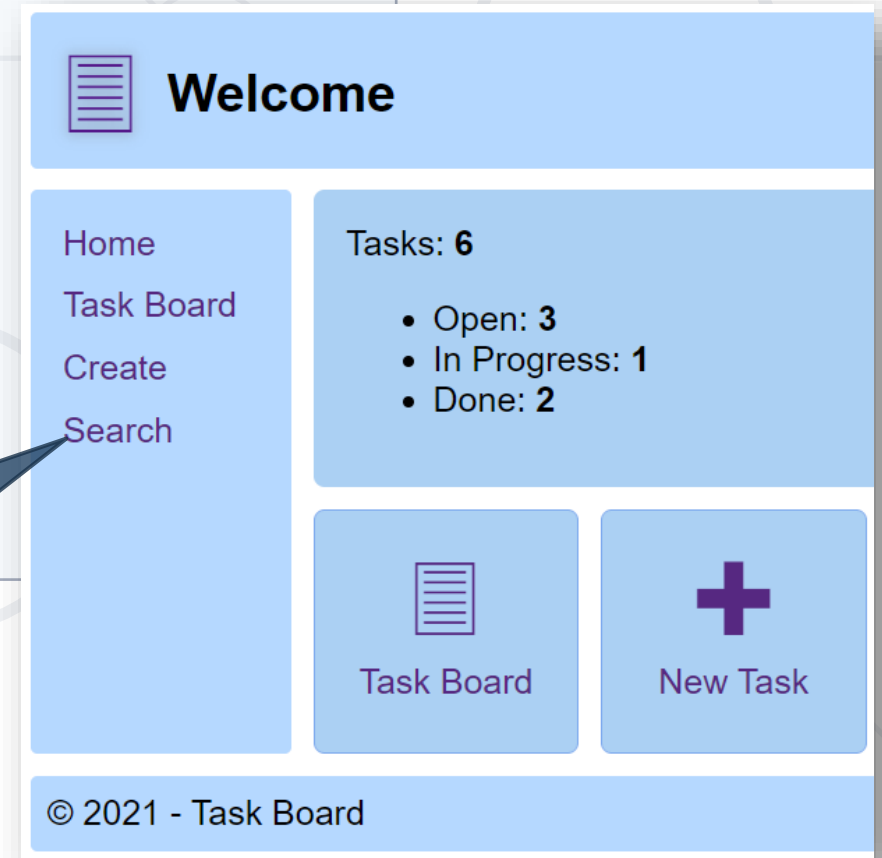 Welcome
Home
Task Board
Create
Search
Tasks: 6
• Open: 3
• In Progress: 1
• Done: 2
Task Board
New Task
© 2021 - Task Board